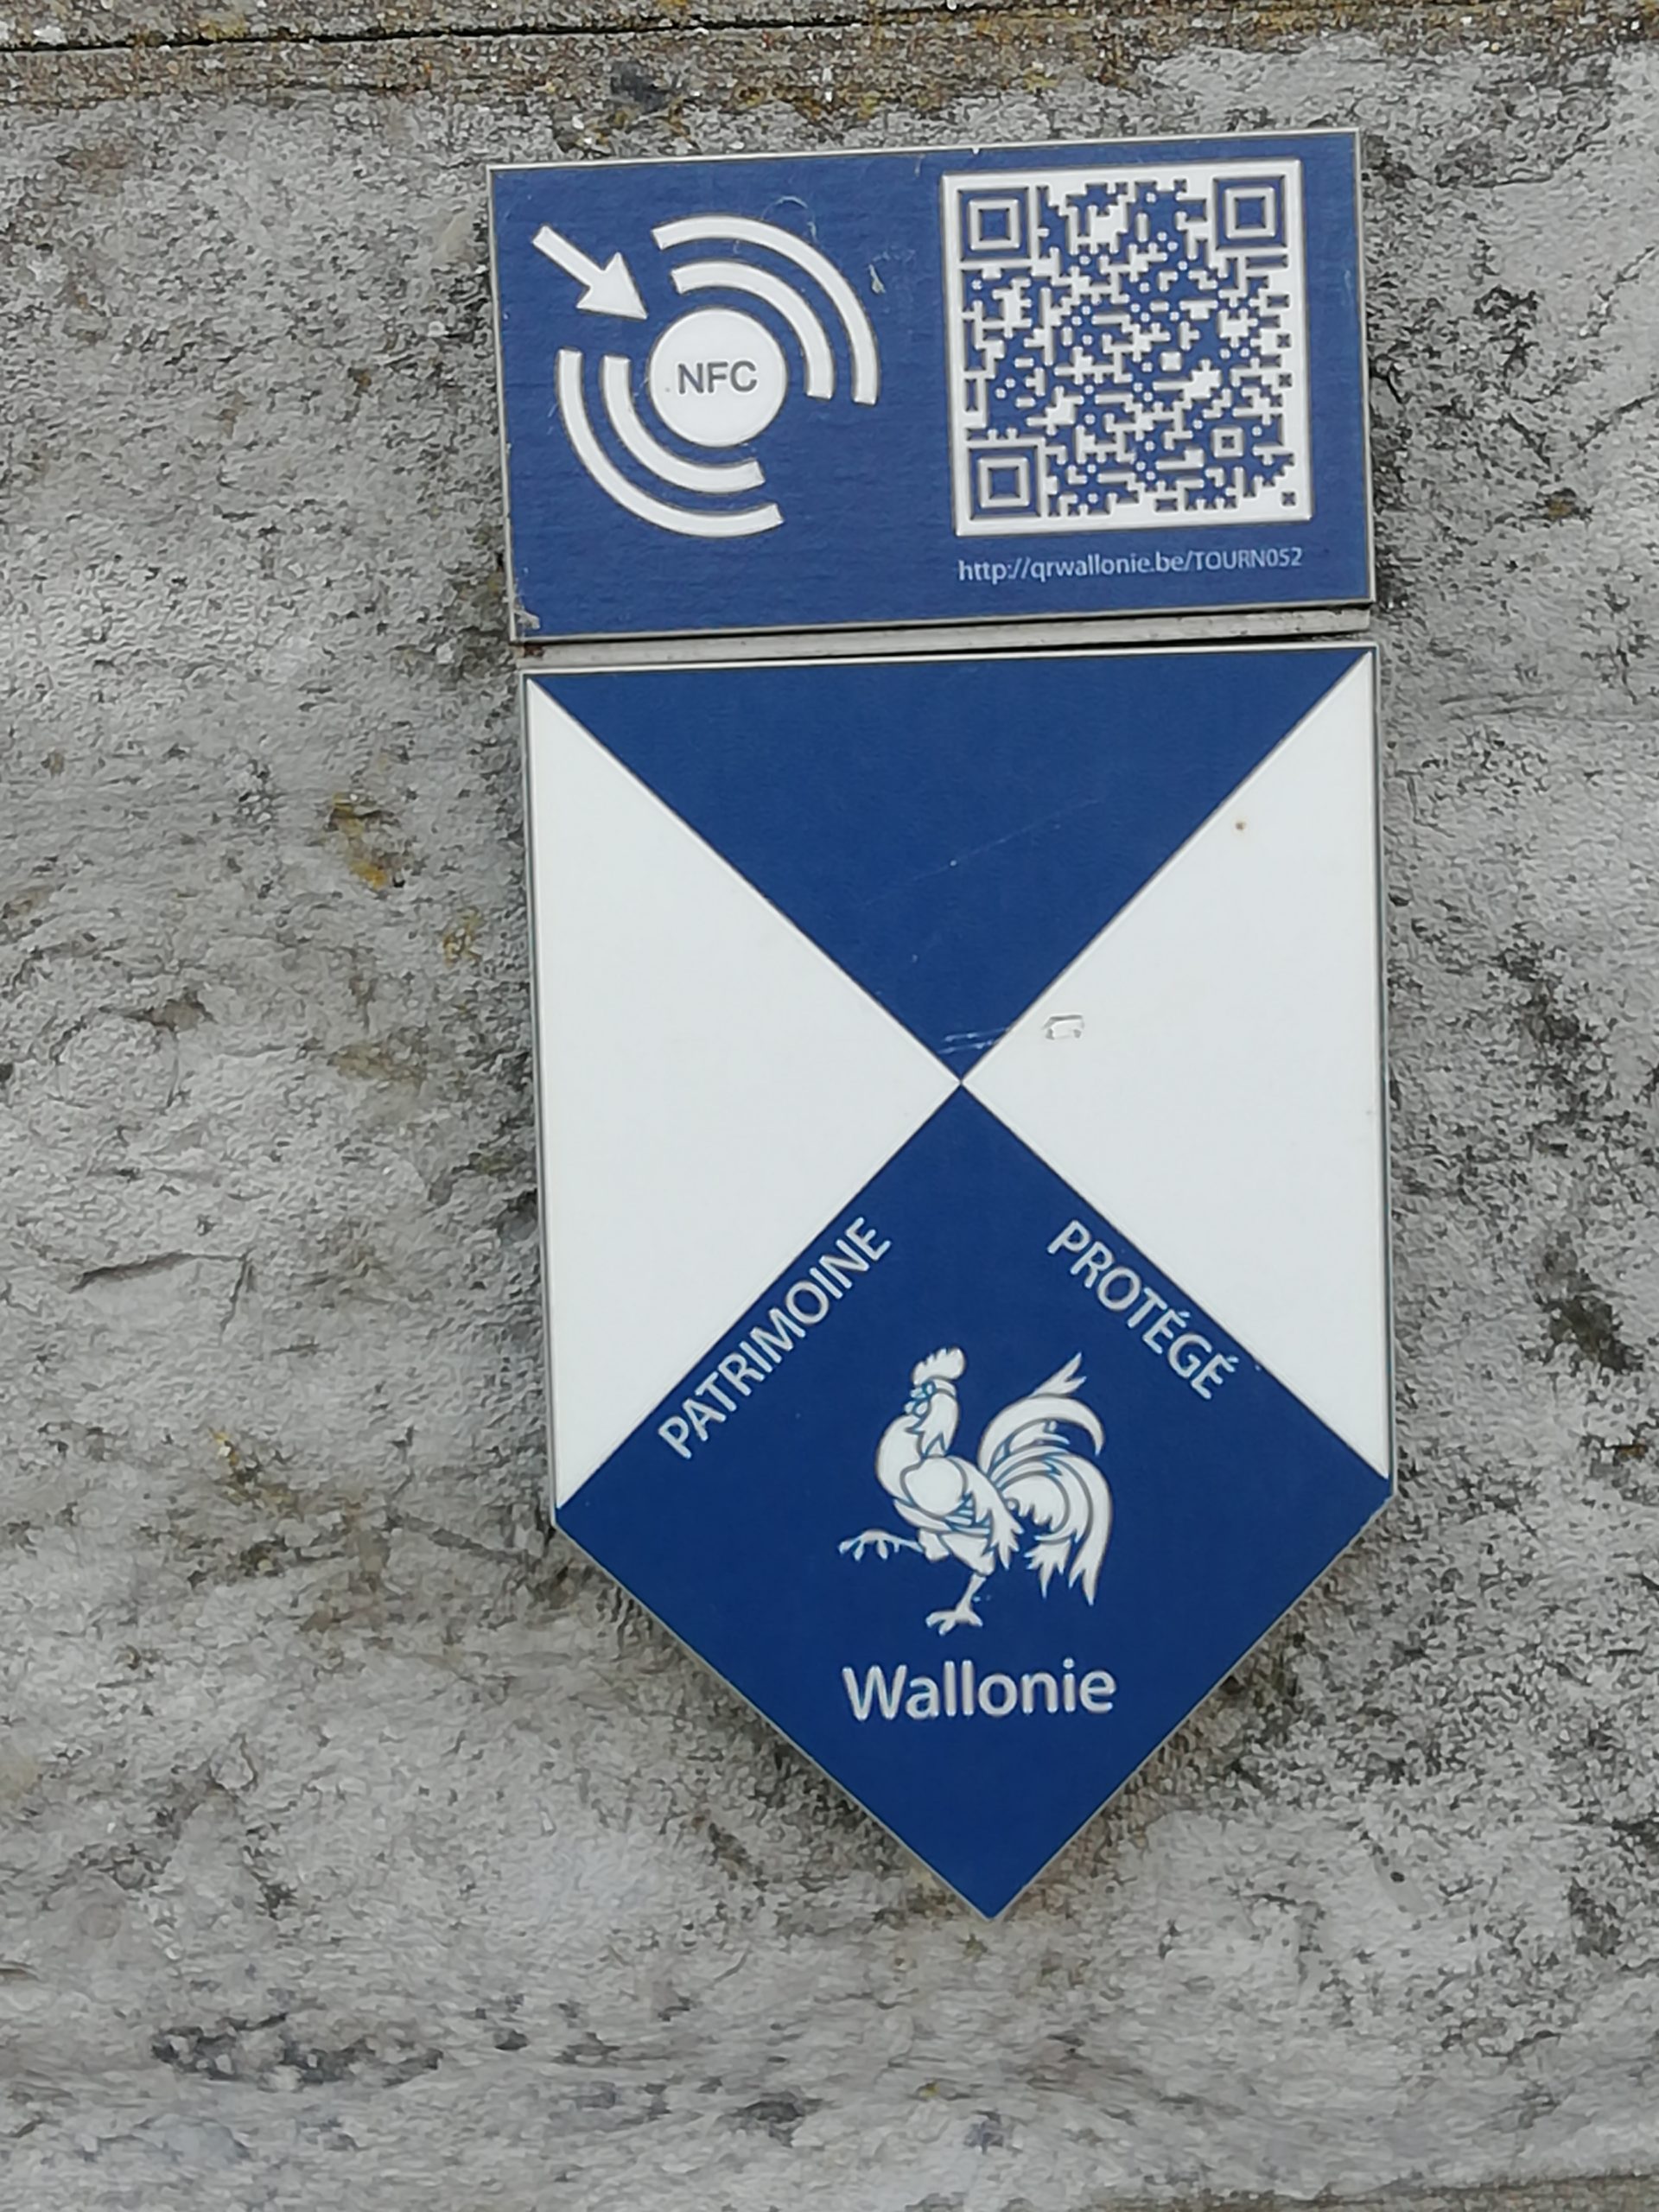 NFC
http://qrwallonie.be/TOURN052
PATRIMOINE
PROTÉGÉ
Wallonie